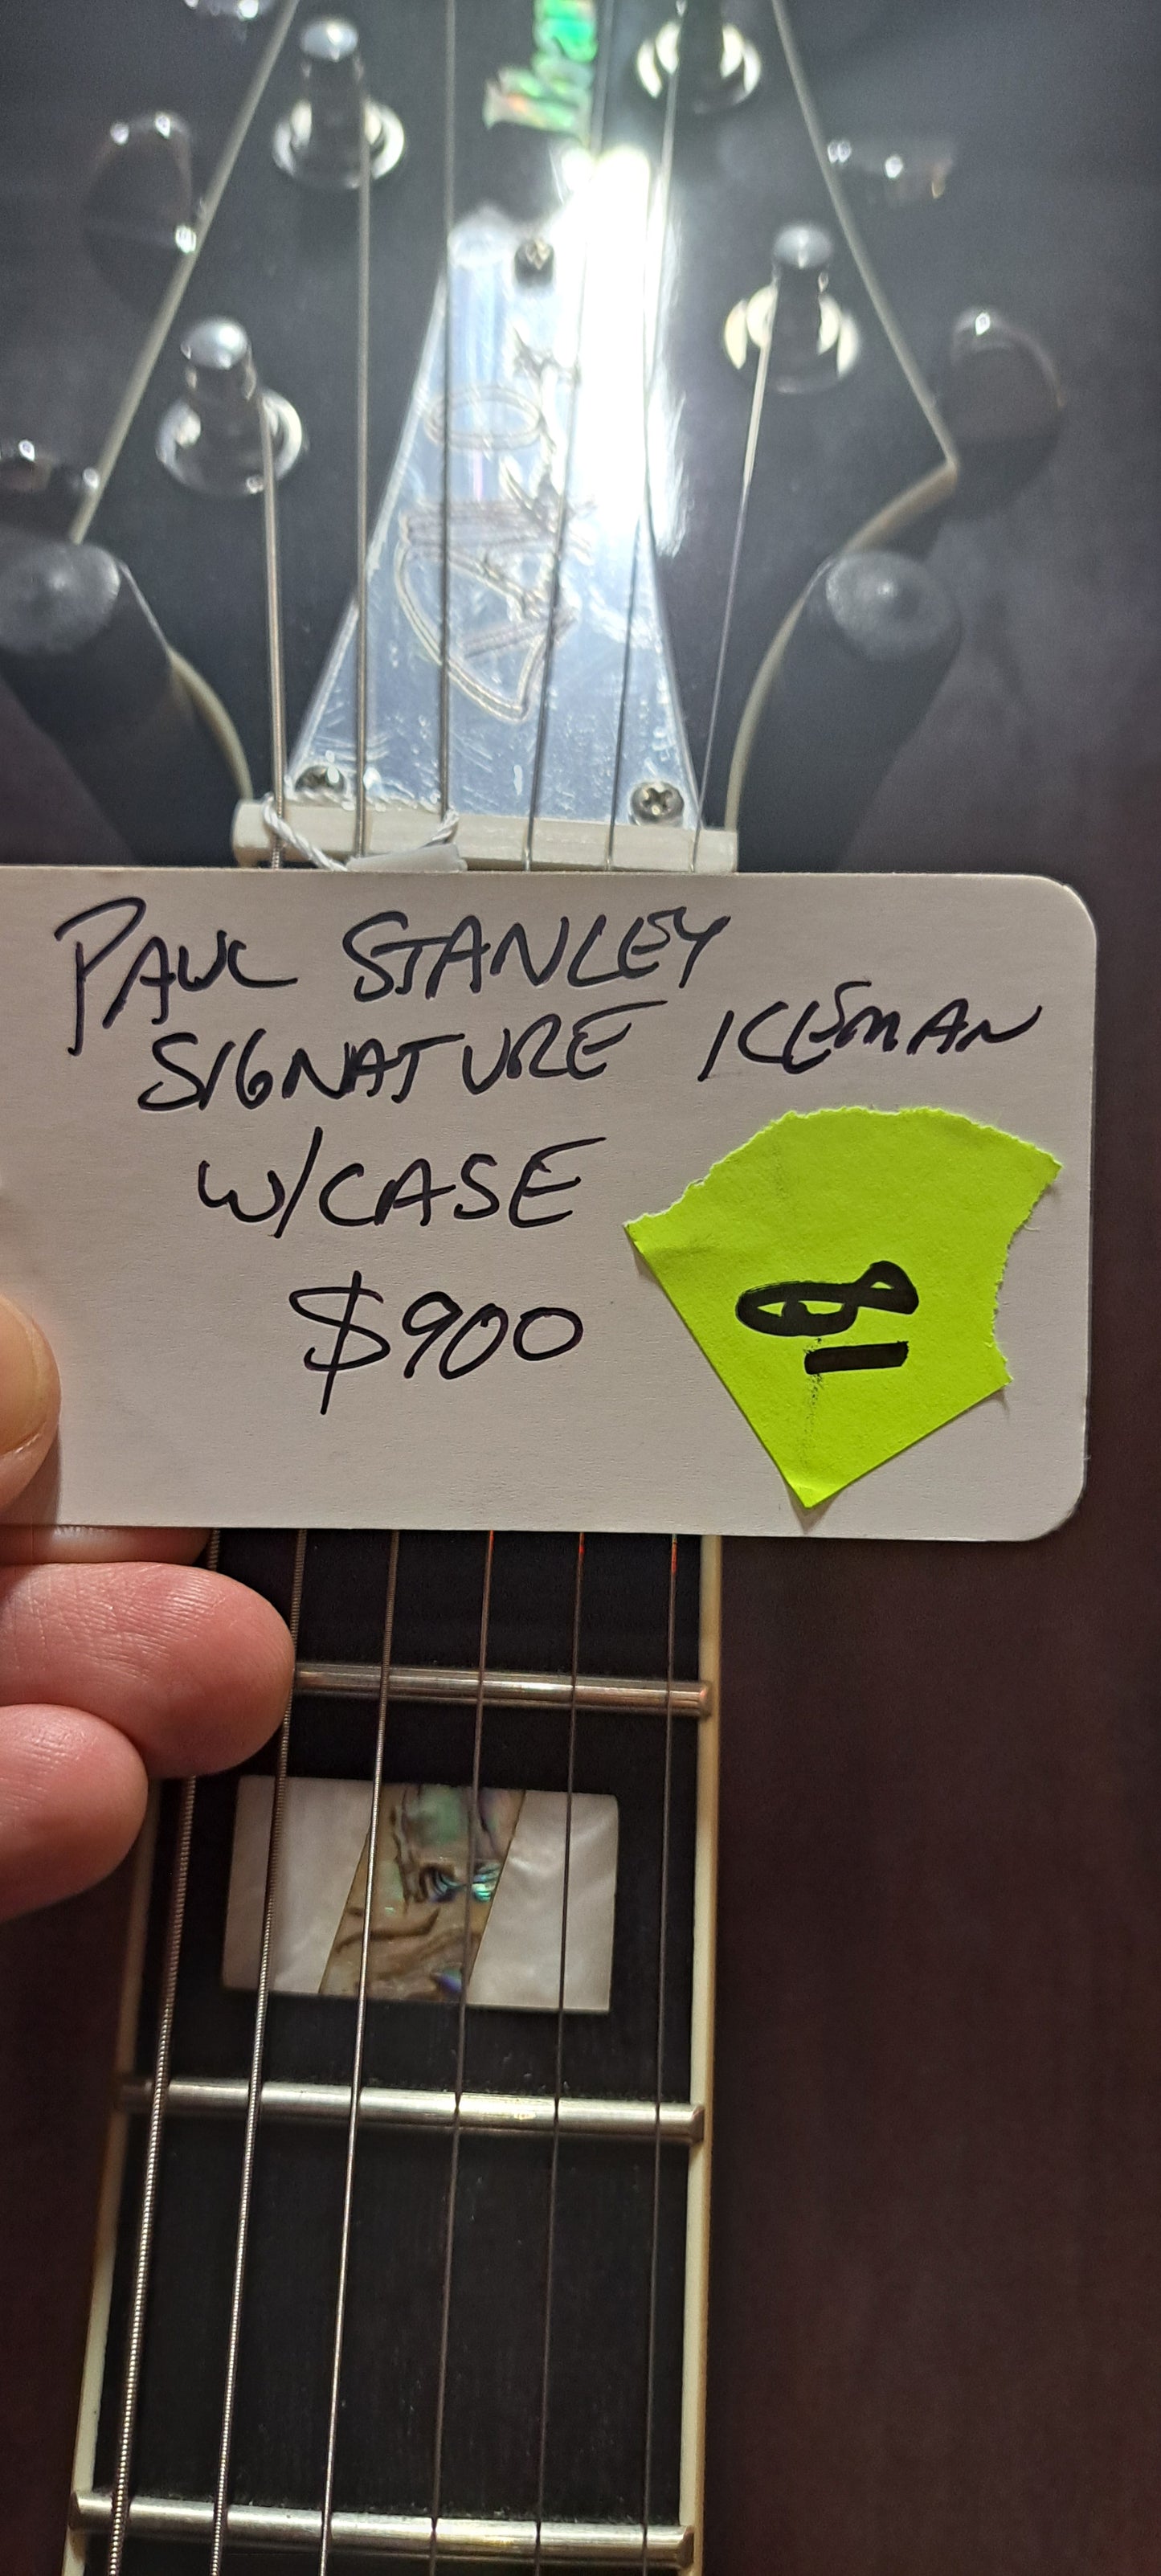 PAUL STANLEY
SIGNATURE ICEMAN
W/CASE
$900